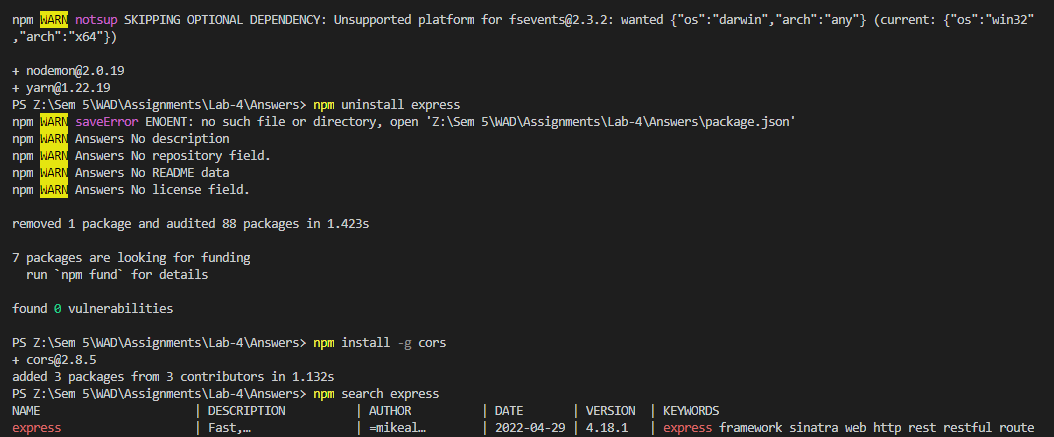 npm WARN notsup SKIPPING OPTIONAL DEPENDENCY: Unsupported platform for fsevents@2.3.2: wanted {"os":"darwin","arch":"any"} (current: {"os":"win32"
,"arch":"x64"})
+ nodemon@2.0.19
+ yarn@1.22.19
PS Z:\Sem 5\WAD\Assignments\Lab-4\Answers> npm uninstall express
npm WARN saveError ENOENT: no such file or directory, open 'Z:\Sem 5\WAD\Assignments\Lab-4\Answers\package.json'
npm WARN Answers No description
npm WARN Answers No repository field.
npm WARN Answers No README data
npm WARN Answers No license field.
removed 1 package and audited 88 packages in 1.423s
7 packages are looking for funding
  run `npm fund` for details
found 0 vulnerabilities
PS Z:\Sem 5\WAD\Assignments\Lab-4\Answers> npm install -g cors
+ cors@2.8.5
added 3 packages from 3 contributors in 1.132s
PS Z:\Sem 5\WAD\Assignments\Lab-4\Answers> npm search express
NAME | DESCRIPTION | AUTHOR | DATE | VERSION | KEYWORDS
express | Fast,… | =mikeal… | 2022-04-29 | 4.18.1 | express framework sinatra web http rest restful route